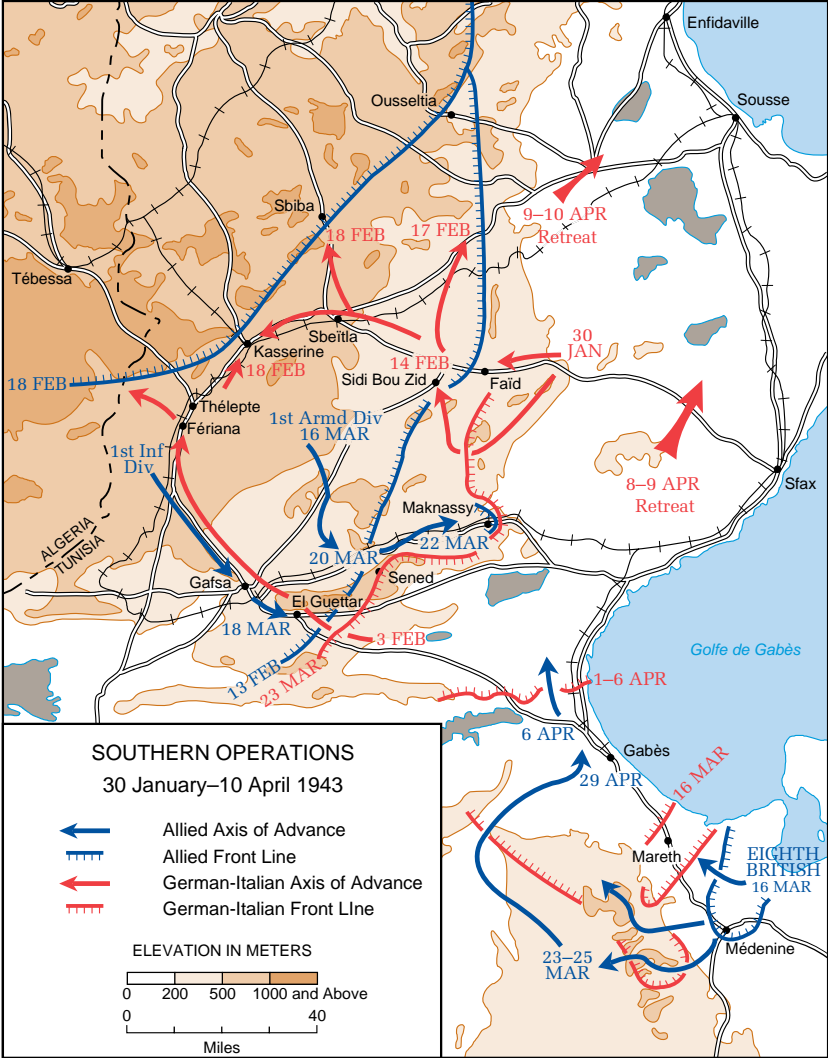 Enfidaville
Ousseltia
Sousse
Sbiba
18 FEB
17 FEB
9–10 APR
Retreat
Tébessa
Sbeïtla
Kasserine
30
JAN
14 FEB
18 FEB
18 FEB
Sidi Bou Zid
Faïd
Thélepte
Fériana
1st Armd Div
16 MAR
1st Inf
Div
8–9 APR
Retreat
Sfax
Maknassy
22 MAR
20 MAR
ALGERIA
TUNISIA
Gafsa
Sened
El Guettar
18 MAR
3 FEB
13 FEB
23 MAR
Golfe de Gabès
1–6 APR
6 APR
Gabès
29 APR
16 MAR
Mareth
EIGHTH
BRITISH
16 MAR
Médenine
23–25
MAR
SOUTHERN OPERATIONS
30 January–10 April 1943
Allied Axis of Advance
Allied Front Line
German-Italian Axis of Advance
German-Italian Front LIne
ELEVATION IN METERS
0 200 500 1000 and Above
0 40
Miles